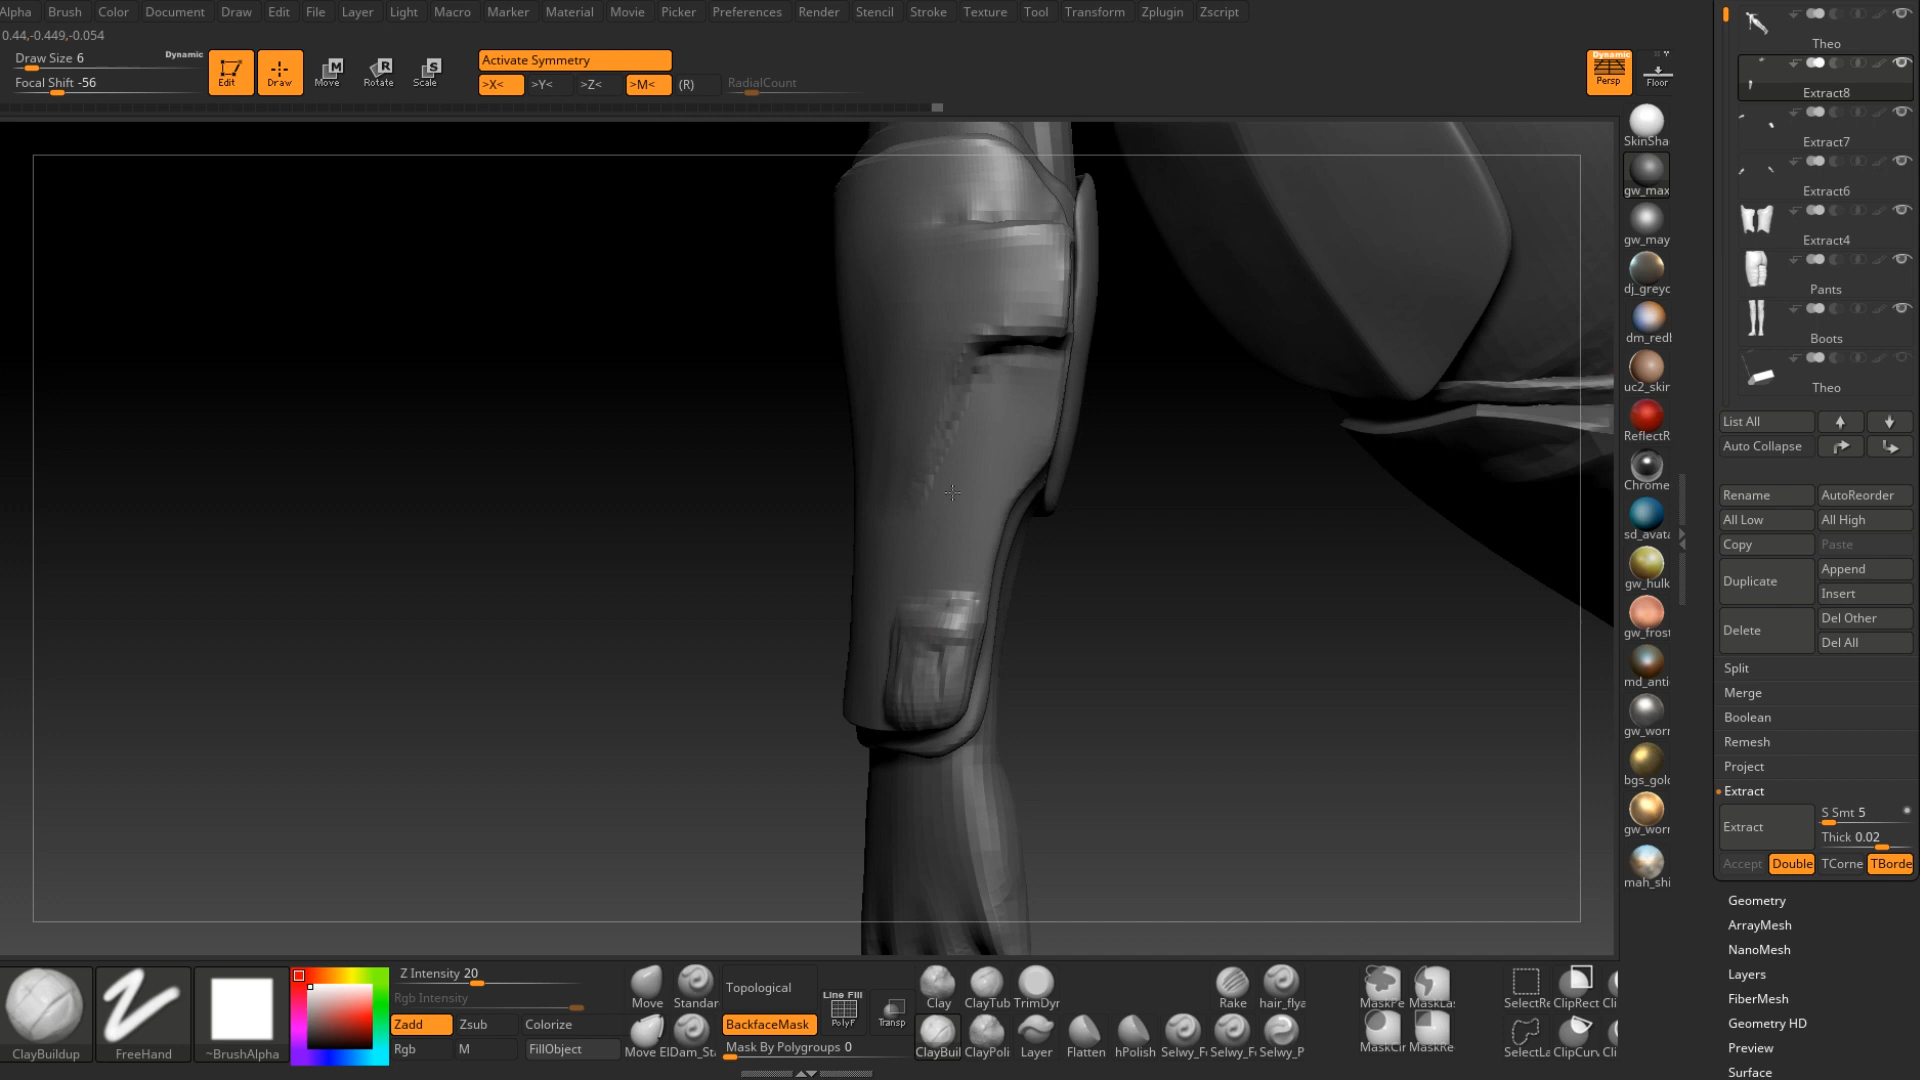 Alpha Brush Color Document Draw Edit File Layer Light Macro Marker Material Movie Picker Preferences Render Stencil Stroke Texture Tool Transform Zplugin Zscript
0.44,-0.449,-0.054
Draw Size 6
Dynamic
Focal Shift -56
Edit
Draw
Move
Rotate
Scale
Activate Symmetry
>X< >Y< >Z< >M< (R) RadialCount
Dynamic
Persp
Floor
SkinSha
gw_max
gw_may
dj_greyc
dm_redl
uc2_skir
ReflectR
Chrome
sd_avata
gw_hulk
gw_frost
md_anti
gw_worr
bgs_gold
gw_worr
mah_shi
Theo
Extract8
Extract7
Extract6
Extract4
Pants
Boots
Theo
List All
Auto Collapse
Rename AutoReorder
All Low All High
Copy Paste
Duplicate Append
Insert
Delete Del Other
Del All
Split
Merge
Boolean
Remesh
Project
Extract
Extract S Smt 5
Thick 0.02
Accept Double TCorne TBorde
Geometry
ArrayMesh
NanoMesh
Layers
FiberMesh
Geometry HD
Preview
Surface
ClayBuildup
FreeHand
~BrushAlpha
Z Intensity 20
Rgb Intensity
Zadd Zsub Colorize
Rgb M FillObject
Move Standar
Move El Dam_St
Topological
BackfaceMask
Mask By Polygroups 0
Line Fill
PolyF
Transp
Clay ClayTub TrimDyr
ClayBuil ClayPoli Layer Flatten hPolish Selwy_F Selwy_F Selwy_P
Rake hair_flya
MaskPe MaskLa
MaskCir MaskRe
SelectRe ClipRect Cli
SelectLa ClipCurv Cli